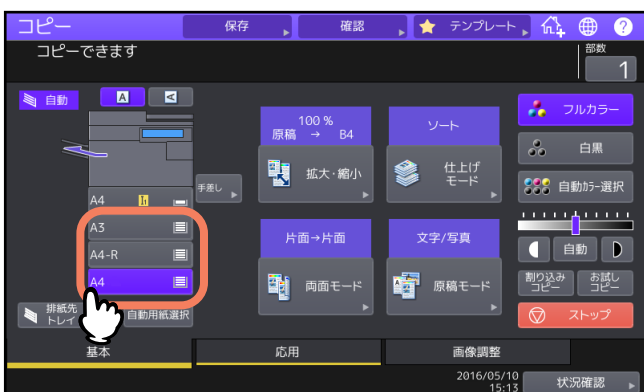 コピー
保存
確認
テンプレート
?
コピーできます
部数
1
自動
A
A
100 %
原稿 → B4
拡大・縮小
ソート
仕上げ
モード
フルカラー
白黒
自動ｶﾗｰ選択
手差し
A4
A3
A4-R
A4
片面→片面
両面モード
文字/写真
原稿モード
自動
割り込み
コピー
お試し
コピー
排紙先
トレイ
自動用紙選択
ストップ
基本
応用
画像調整
2016/05/10
15:13
状況確認